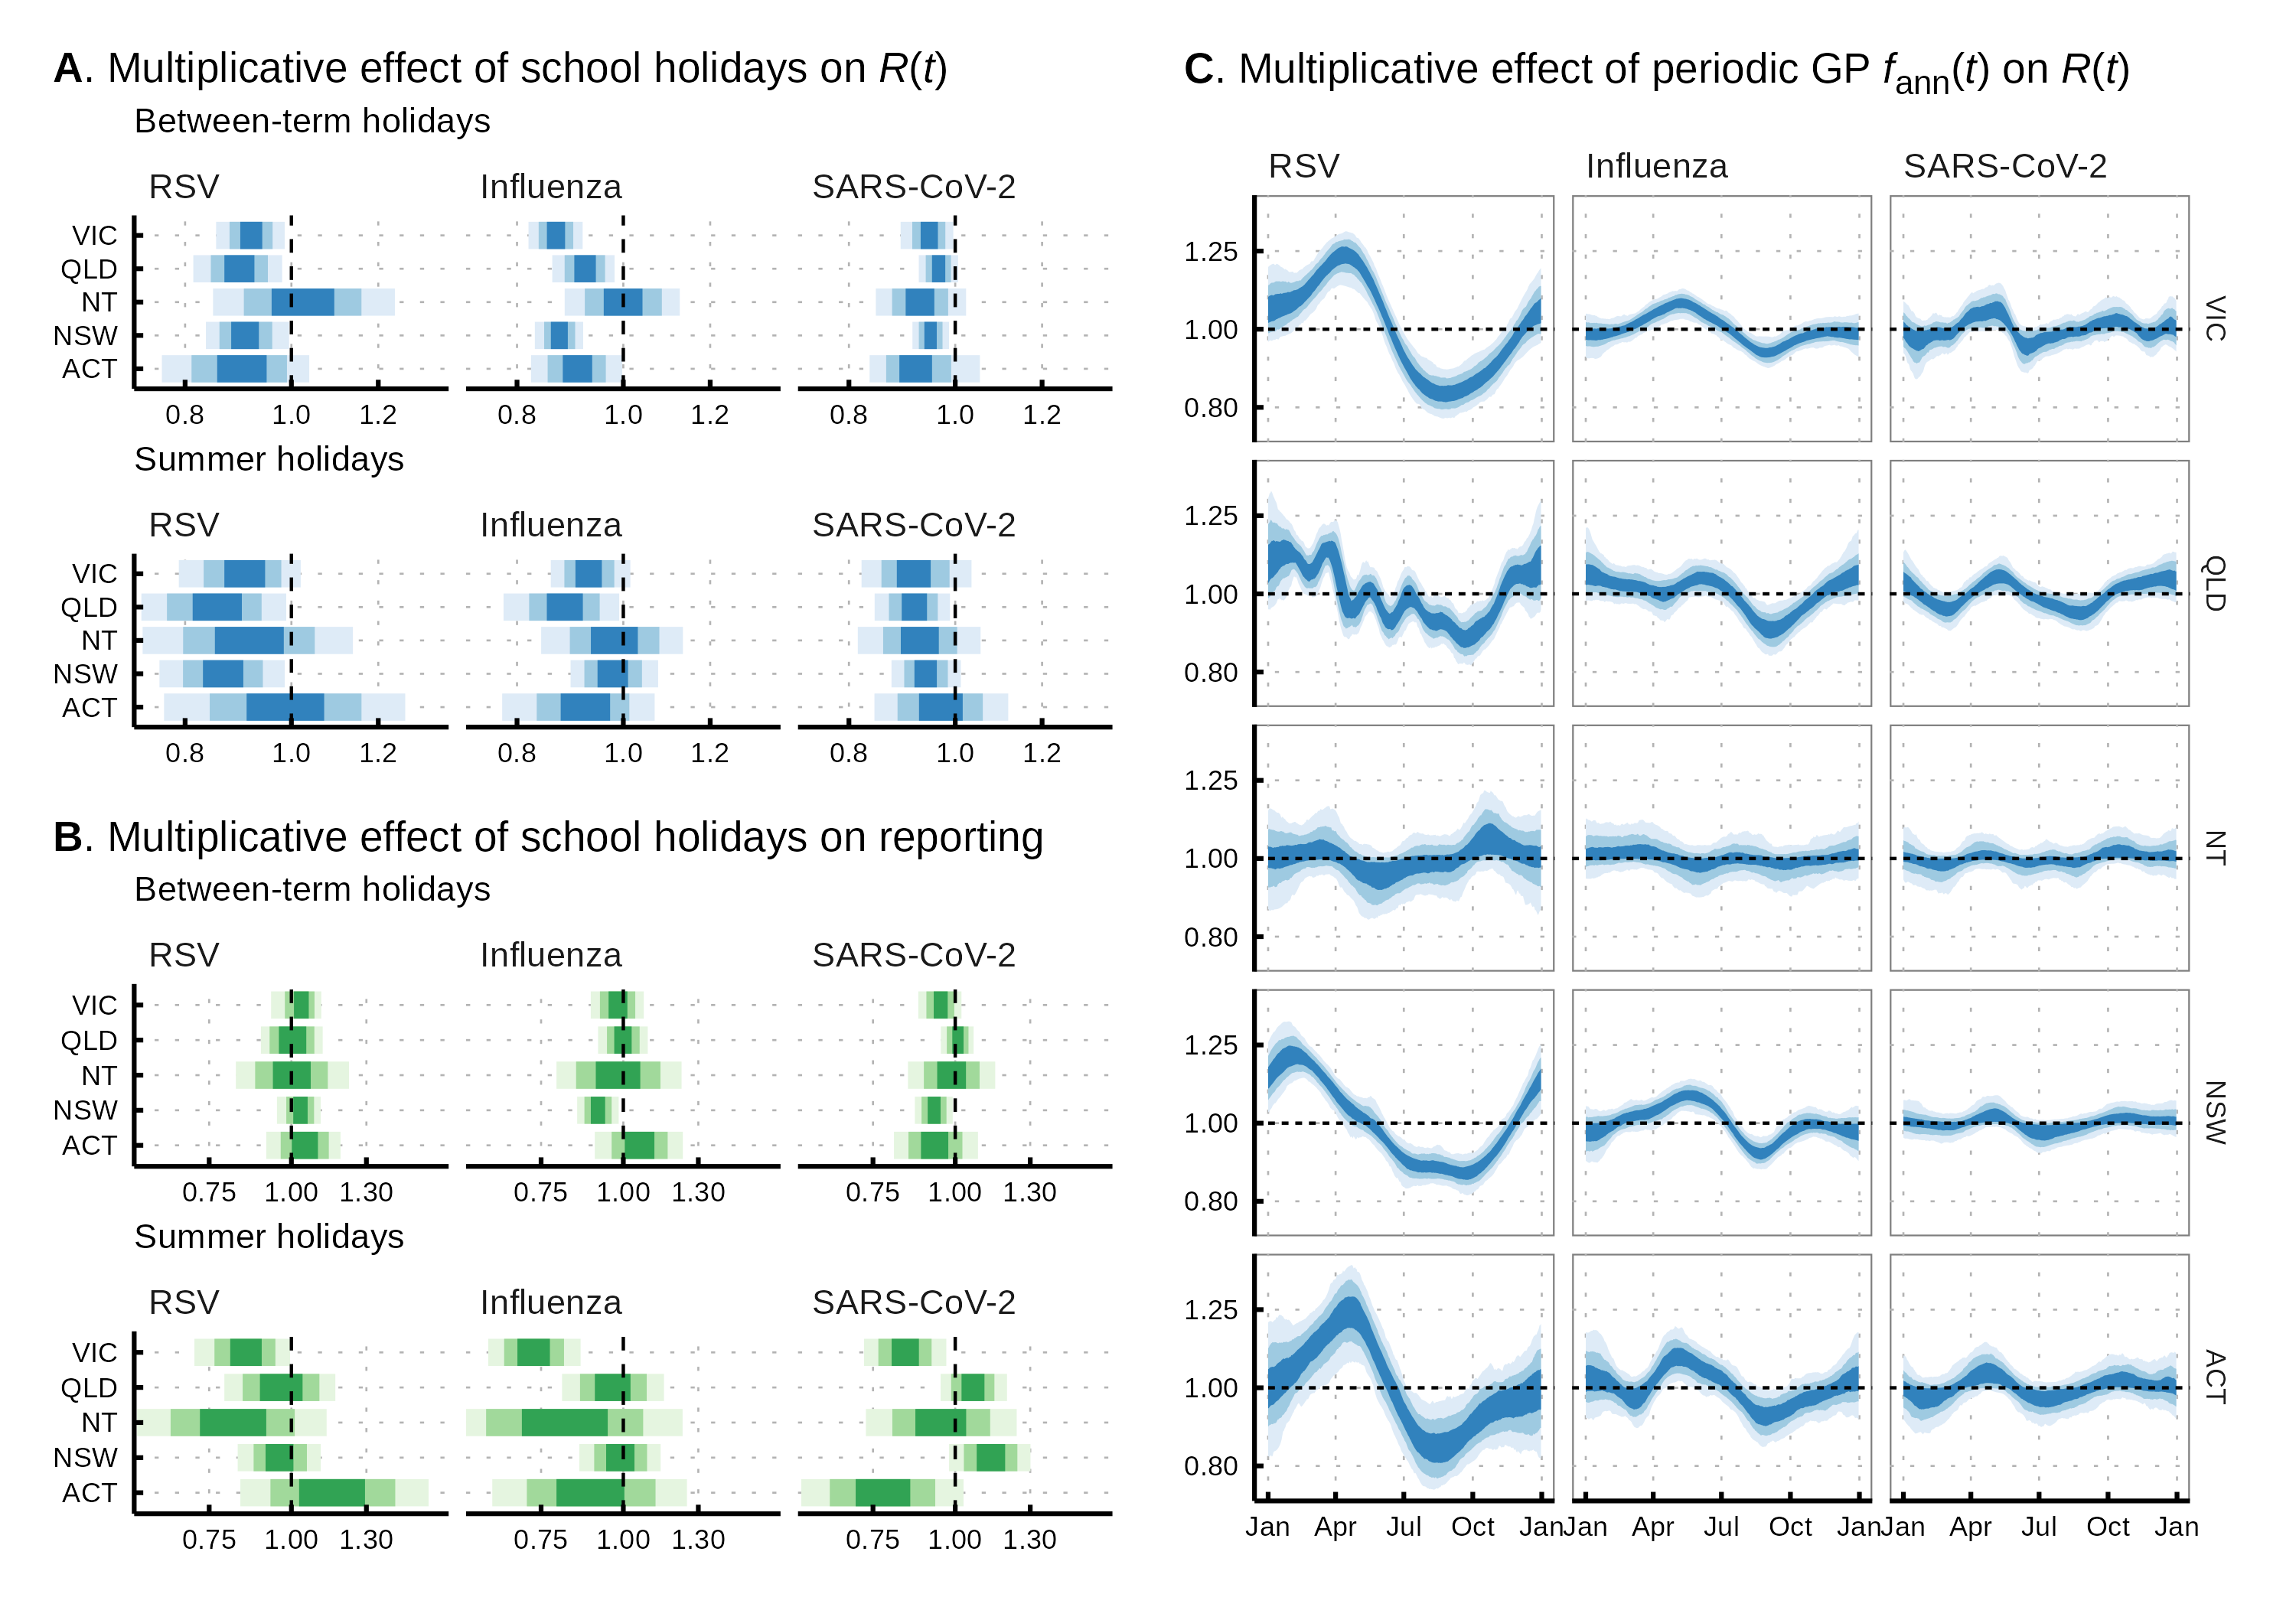 A. Multiplicative effect of school holidays on R(t)
Between-term holidays
RSV Influenza SARS-CoV-2
VIC
QLD
NT
NSW
ACT
0.8 1.0 1.2 0.8 1.0 1.2 0.8 1.0 1.2
Summer holidays
RSV Influenza SARS-CoV-2
VIC
QLD
NT
NSW
ACT
0.8 1.0 1.2 0.8 1.0 1.2 0.8 1.0 1.2
B. Multiplicative effect of school holidays on reporting
Between-term holidays
RSV Influenza SARS-CoV-2
VIC
QLD
NT
NSW
ACT
0.75 1.00 1.30 0.75 1.00 1.30 0.75 1.00 1.30
Summer holidays
RSV Influenza SARS-CoV-2
VIC
QLD
NT
NSW
ACT
0.75 1.00 1.30 0.75 1.00 1.30 0.75 1.00 1.30
C. Multiplicative effect of periodic GP fann(t) on R(t)
RSV Influenza SARS-CoV-2
1.25
1.00
0.80
VIC
1.25
1.00
0.80
QLD
1.25
1.00
0.80
NT
1.25
1.00
0.80
NSW
1.25
1.00
0.80
ACT
Jan Apr Jul Oct Jan Jan Apr Jul Oct Jan Jan Apr Jul Oct Jan